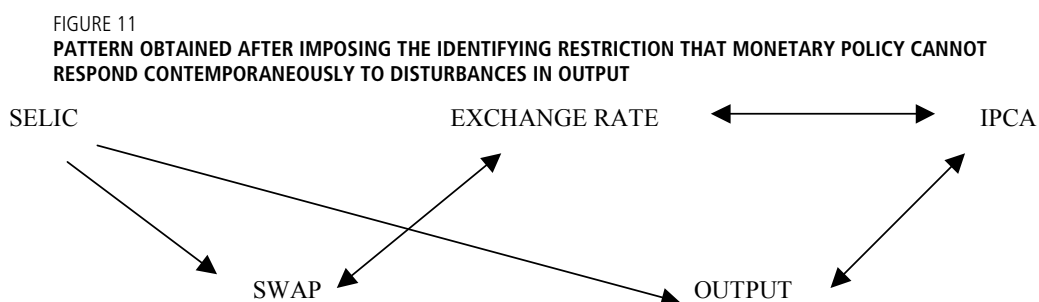 FIGURE 11
PATTERN OBTAINED AFTER IMPOSING THE IDENTIFYING RESTRICTION THAT MONETARY POLICY CANNOT
RESPOND CONTEMPORANEOUSLY TO DISTURBANCES IN OUTPUT
SELIC EXCHANGE RATE IPCA
SWAP OUTPUT